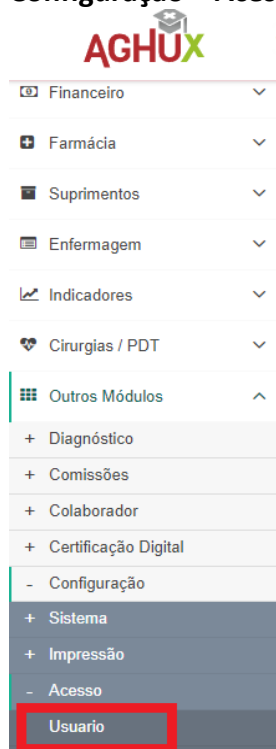 Configuração – Aces
AGHUX
Financeiro
Farmácia
Suprimentos
Enfermagem
Indicadores
Cirurgias / PDT
Outros Módulos
+ Diagnóstico
+ Comissões
+ Colaborador
+ Certificação Digital
- Configuração
+ Sistema
+ Impressão
- Acesso
Usuario